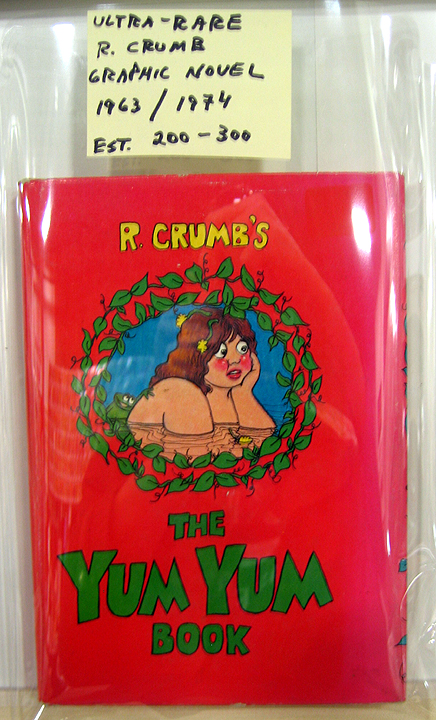 ULTRA-RARE
R. CRUMB
GRAPHIC NOVEL
1963 / 1974
EST. 200-300
R. CRUMB'S
THE
YUM YUM
BOOK